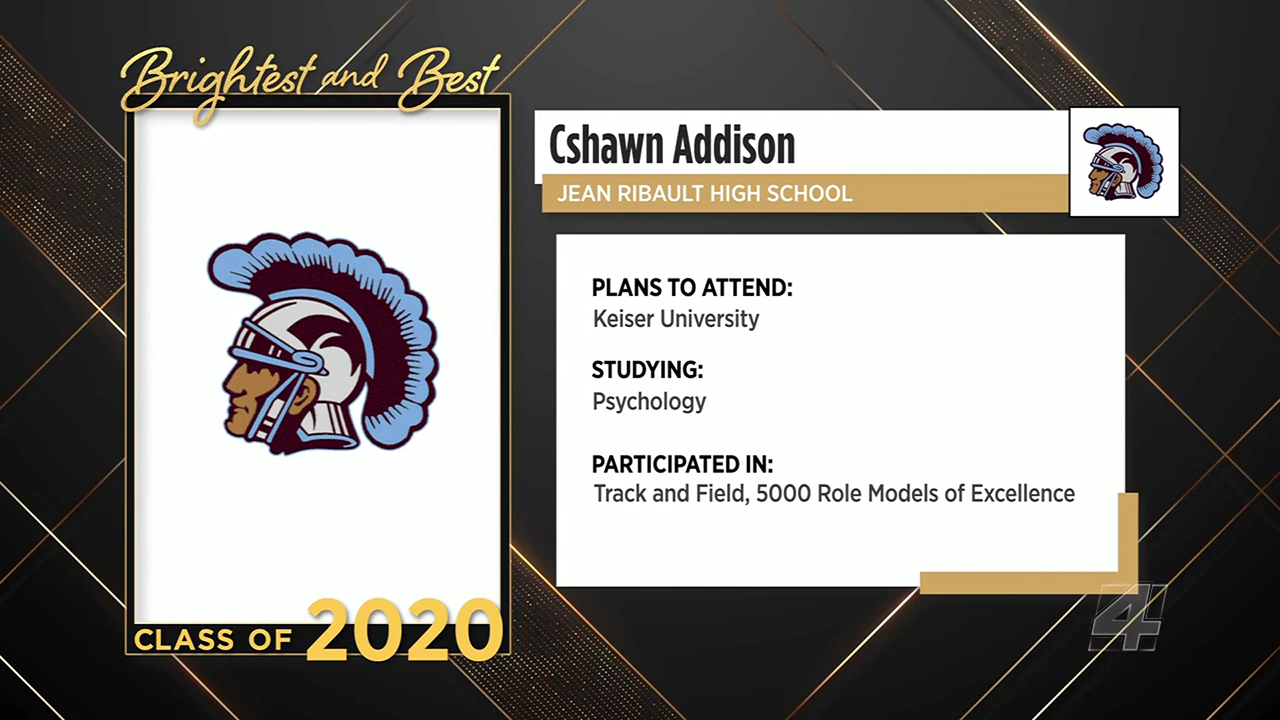 Brightest and Best
CLASS OF 2020
Cshawn Addison
JEAN RIBAULT HIGH SCHOOL
PLANS TO ATTEND:
Keiser University
STUDYING:
Psychology
PARTICIPATED IN:
Track and Field, 5000 Role Models of Excellence
4